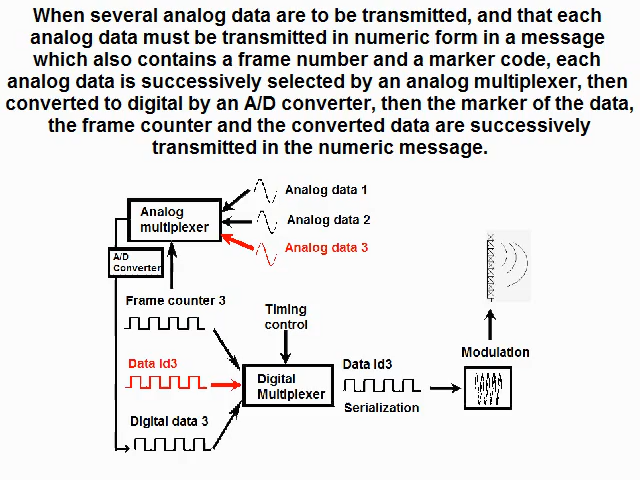 When several analog data are to be transmitted, and that each
analog data must be transmitted in numeric form in a message
which also contains a frame number and a marker code, each
analog data is successively selected by an analog multiplexer, then
converted to digital by an A/D converter, then the marker of the data,
the frame counter and the converted data are successively
transmitted in the numeric message.
Analog data 1
Analog
multiplexer
Analog data 2
Analog data 3
A/D
Converter
Frame counter 3
Timing
control
Modulation
Data Id3
Digital
Multiplexer
Data Id3
Serialization
Digital data 3